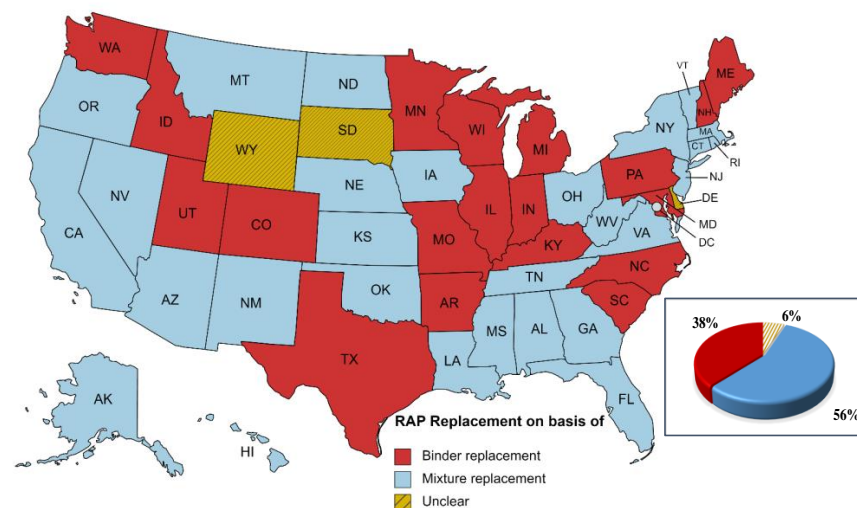 WA
MT
ND
MN
ME
VT
NH
OR
ID
WY
SD
WI
MI
NY
MA
CT
RI
NV
UT
CO
NE
IA
IL
IN
OH
PA
NJ
DE
MD
DC
WV
VA
CA
KS
MO
KY
AZ
NM
OK
AR
TN
NC
SC
TX
LA
MS
AL
GA
FL
AK
HI
38%
6%
56%
RAP Replacement on basis of
Binder replacement
Mixture replacement
Unclear